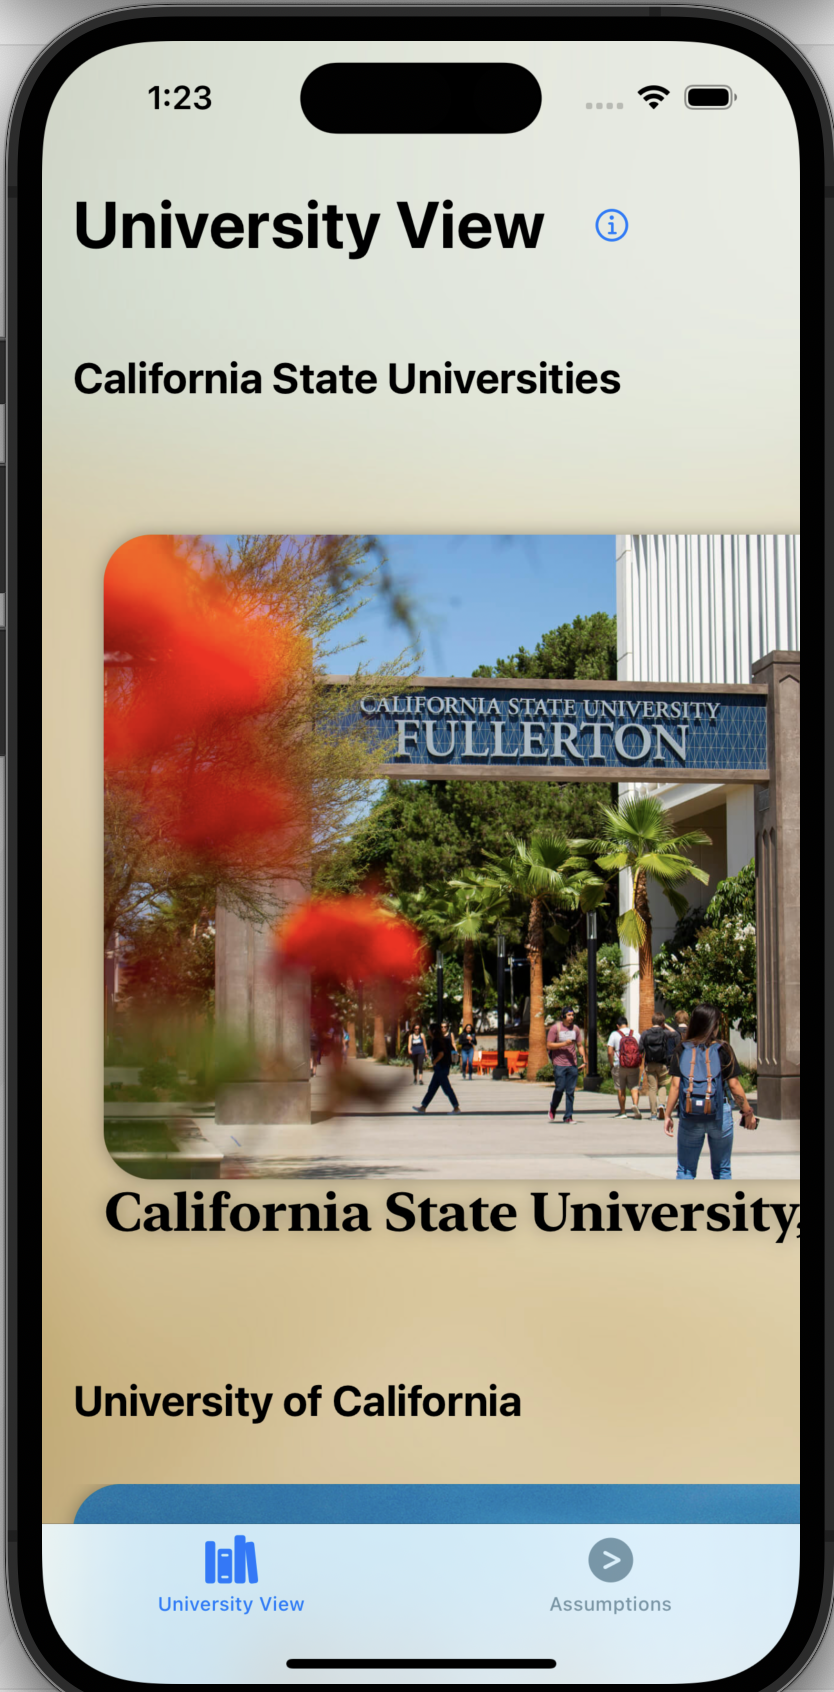 1:23
University View
California State Universities
CALIFORNIA STATE UNIVERSITY
FULLERTON
California State University,
University of California
University View
Assumptions